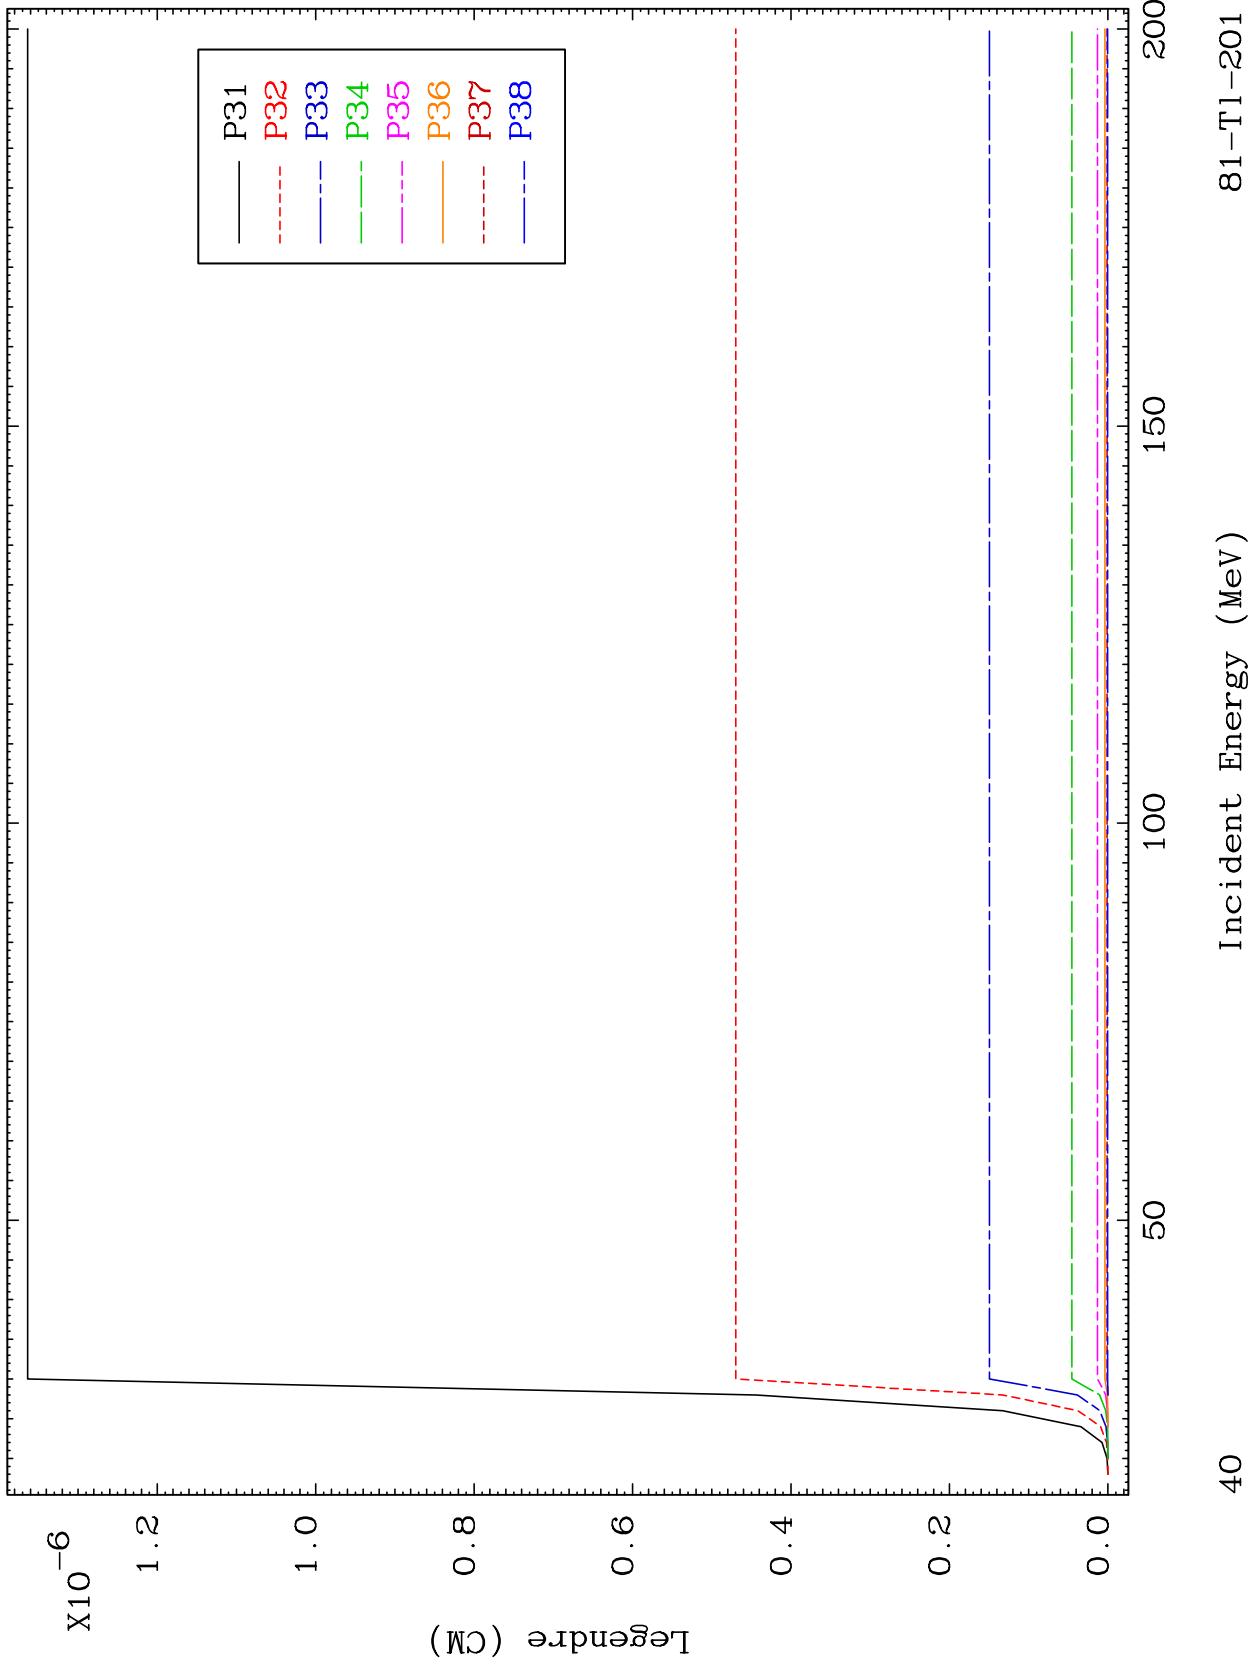 X10-6
1.2
1.0
0.8
0.6
0.4
0.2
0.0
Legendre (CM)
P31
P32
P33
P34
P35
P36
P37
P38
50
100
150
200
Incident Energy (MeV)
40
81-Tl-201